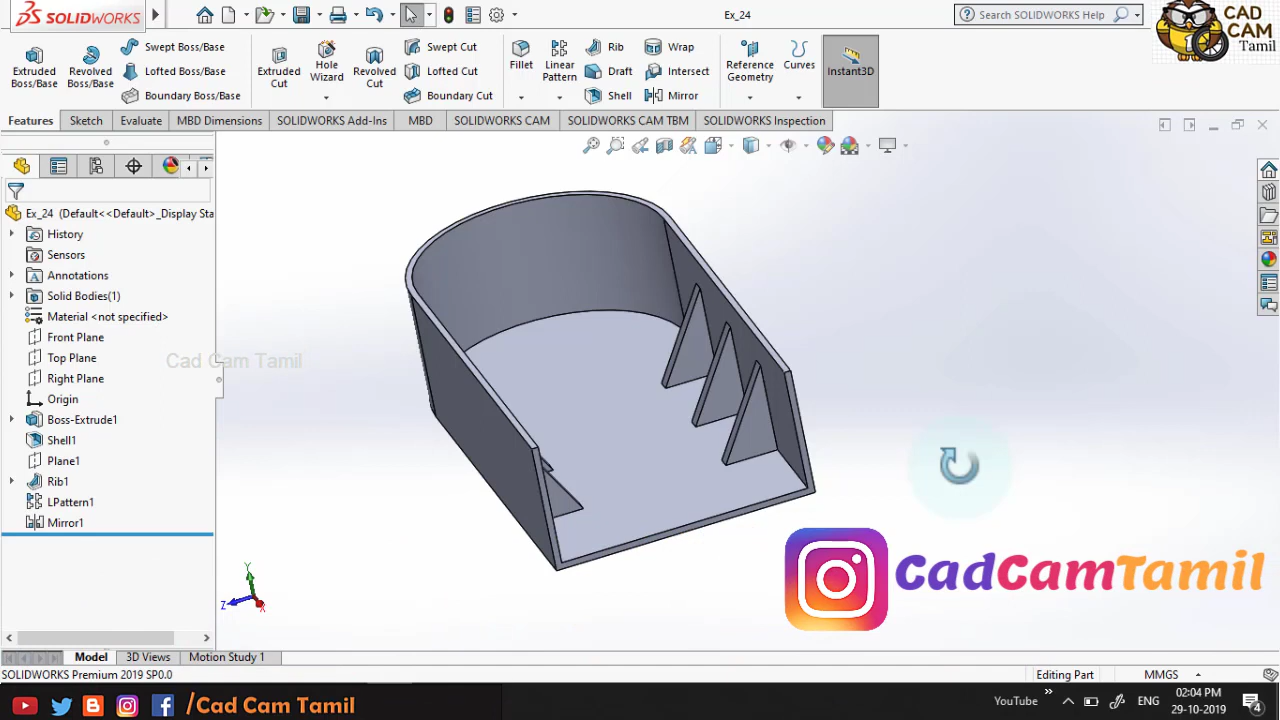 SOLIDWORKS
Ex_24
Search SOLIDWORKS Help
CAD
CAM
Tamil
Extruded
Boss/Base
Revolved
Boss/Base
Swept Boss/Base
Lofted Boss/Base
Boundary Boss/Base
Extruded
Cut
Hole
Wizard
Revolved
Cut
Swept Cut
Lofted Cut
Boundary Cut
Fillet
Linear
Pattern
Rib
Draft
Shell
Wrap
Intersect
Mirror
Reference
Geometry
Curves
Instant3D
Features
Sketch
Evaluate
MBD Dimensions
SOLIDWORKS Add-Ins
MBD
SOLIDWORKS CAM
SOLIDWORKS CAM TBM
SOLIDWORKS Inspection
Ex_24 (Default<<Default>_Display Sta
History
Sensors
Annotations
Solid Bodies(1)
Material <not specified>
Front Plane
Top Plane
Right Plane
Origin
Boss-Extrude1
Shell1
Plane1
Rib1
LPattern1
Mirror1
Cad Cam Tamil
Y
Z
X
CadCamTamil
Model
3D Views
Motion Study 1
SOLIDWORKS Premium 2019 SP0.0
Editing Part
MMGS
/Cad Cam Tamil
YouTube
ENG
02:04 PM
29-10-2019
4